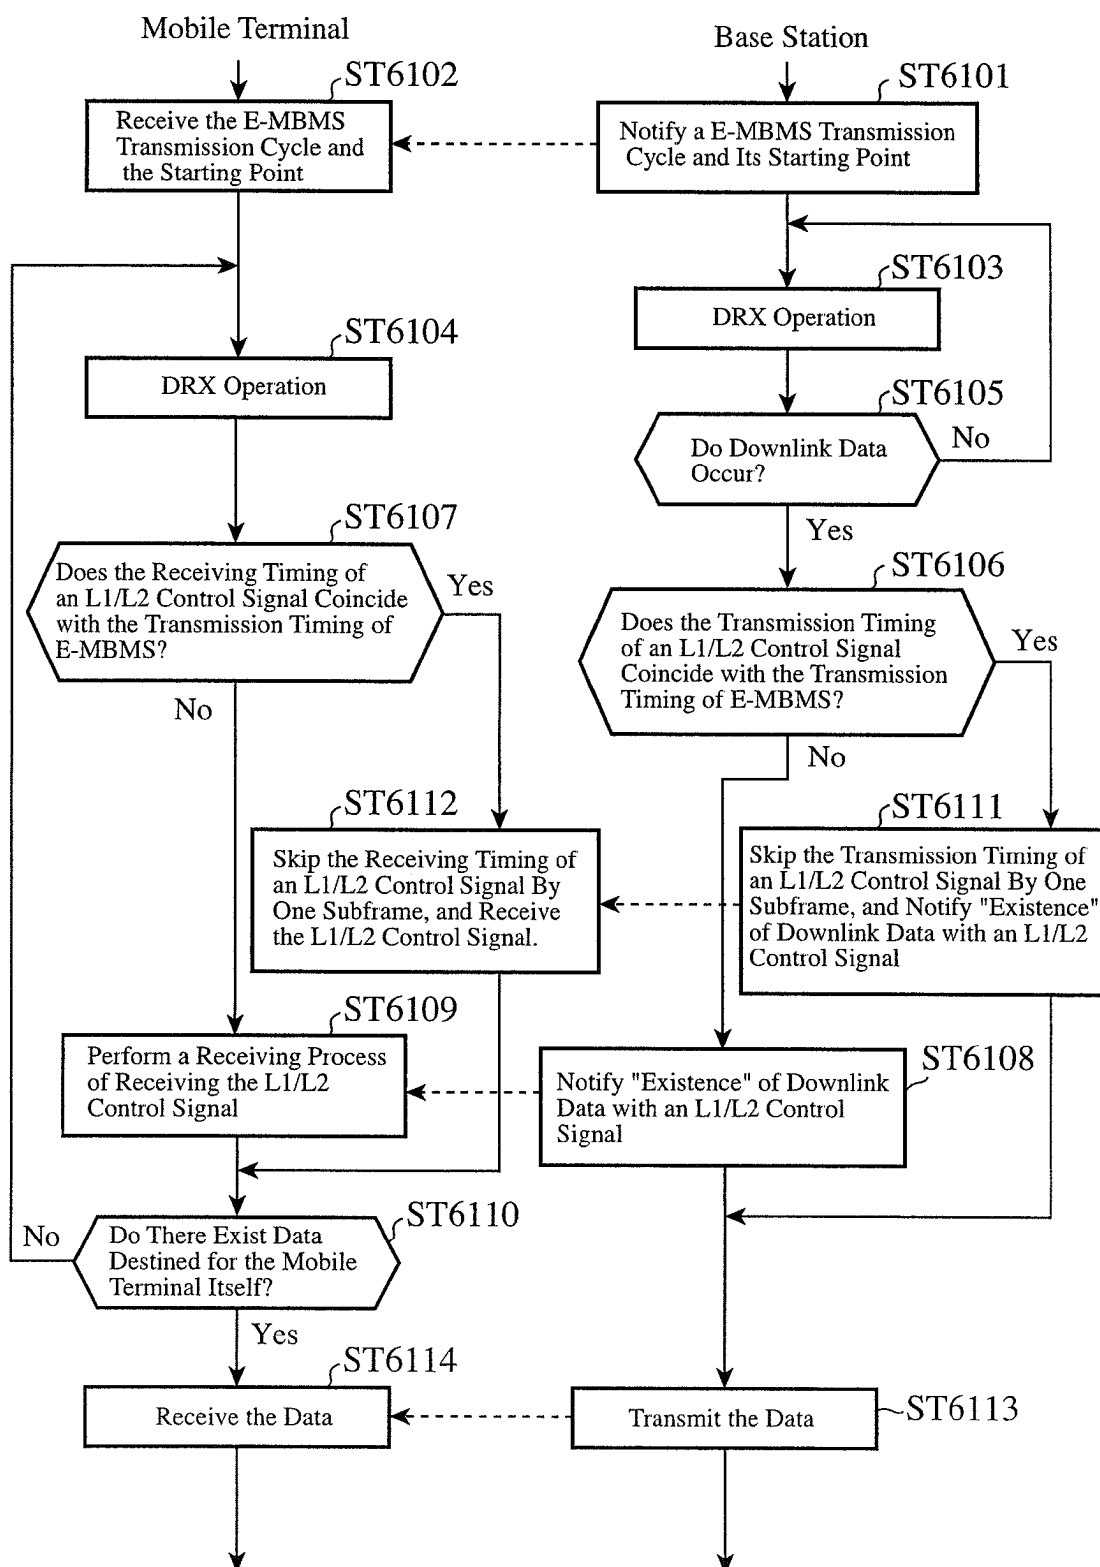 Mobile Terminal
Base Station
ST6102
ST6101
Receive the E-MBMS
Transmission Cycle and
the Starting Point
Notify a E-MBMS Transmission
Cycle and Its Starting Point
ST6103
DRX Operation
ST6104
DRX Operation
ST6105
Do Downlink Data
Occur?
No
Yes
ST6107
Does the Receiving Timing of
an L1/L2 Control Signal Coincide
with the Transmission Timing of
E-MBMS?
Yes
No
ST6106
Does the Transmission Timing
of an L1/L2 Control Signal
Coincide with the Transmission
Timing of E-MBMS?
Yes
No
ST6112
Skip the Receiving Timing of
an L1/L2 Control Signal By
One Subframe, and Receive
the L1/L2 Control Signal.
ST6111
Skip the Transmission Timing of
an L1/L2 Control Signal By One
Subframe, and Notify "Existence"
of Downlink Data with an L1/L2
Control Signal
ST6109
Perform a Receiving Process
of Receiving the L1/L2
Control Signal
ST6108
Notify "Existence" of Downlink
Data with an L1/L2 Control
Signal
ST6110
No
Do There Exist Data
Destined for the Mobile
Terminal Itself?
Yes
ST6114
Receive the Data
Transmit the Data
ST6113